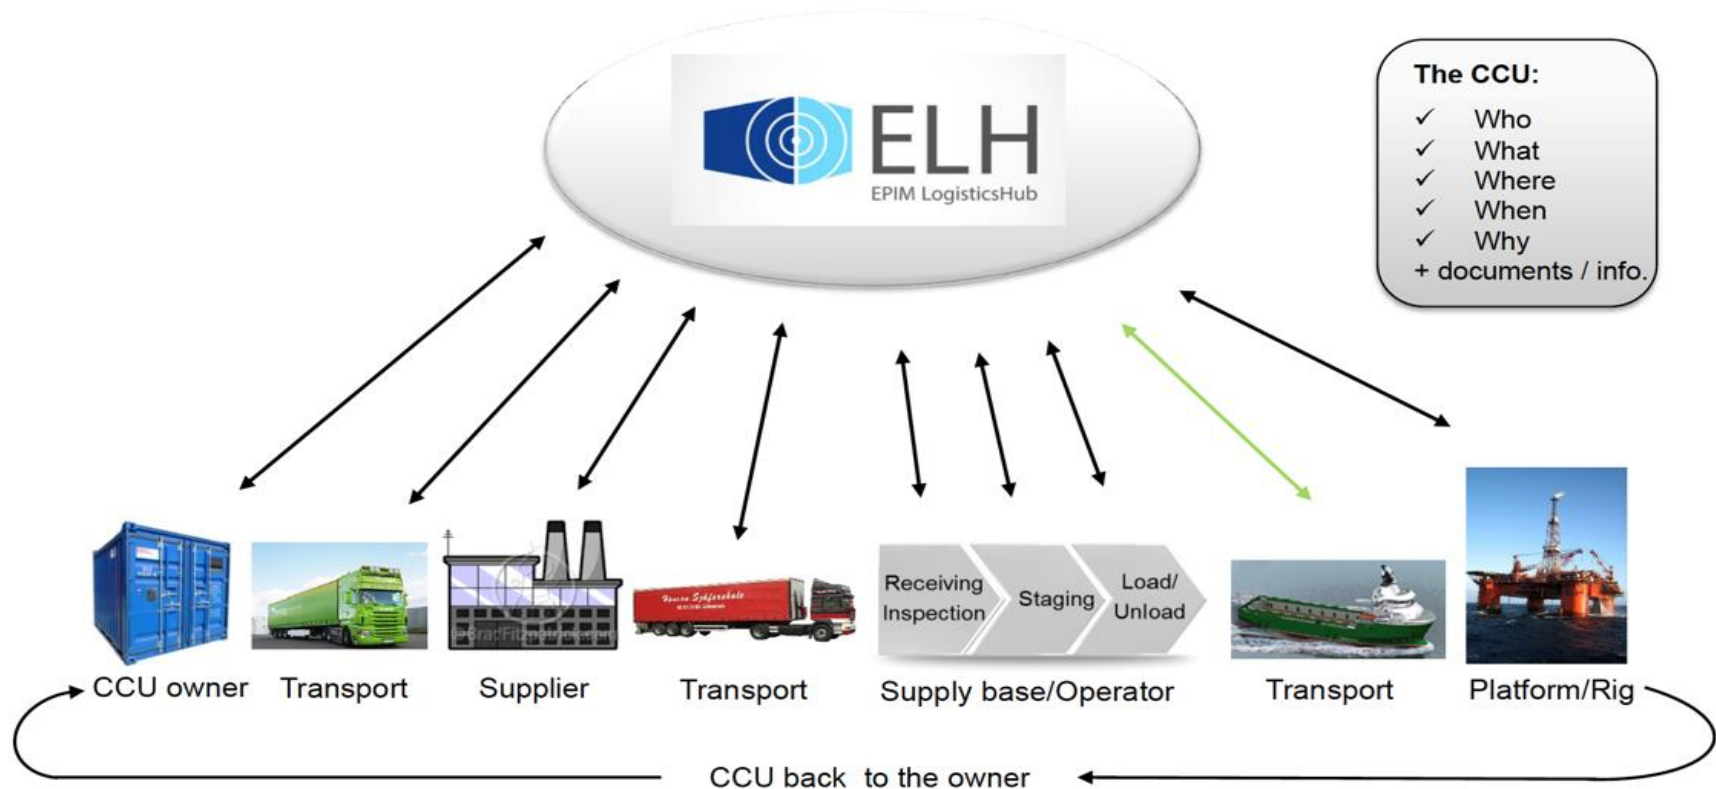 ELH
EPIM LogisticsHub
The CCU:
✓ Who
✓ What
✓ Where
✓ When
✓ Why
+ documents / info.
Receiving
Inspection
Staging
Load/
Unload
CCU owner
Transport
Supplier
Transport
Supply base/Operator
Transport
Platform/Rig
CCU back to the owner